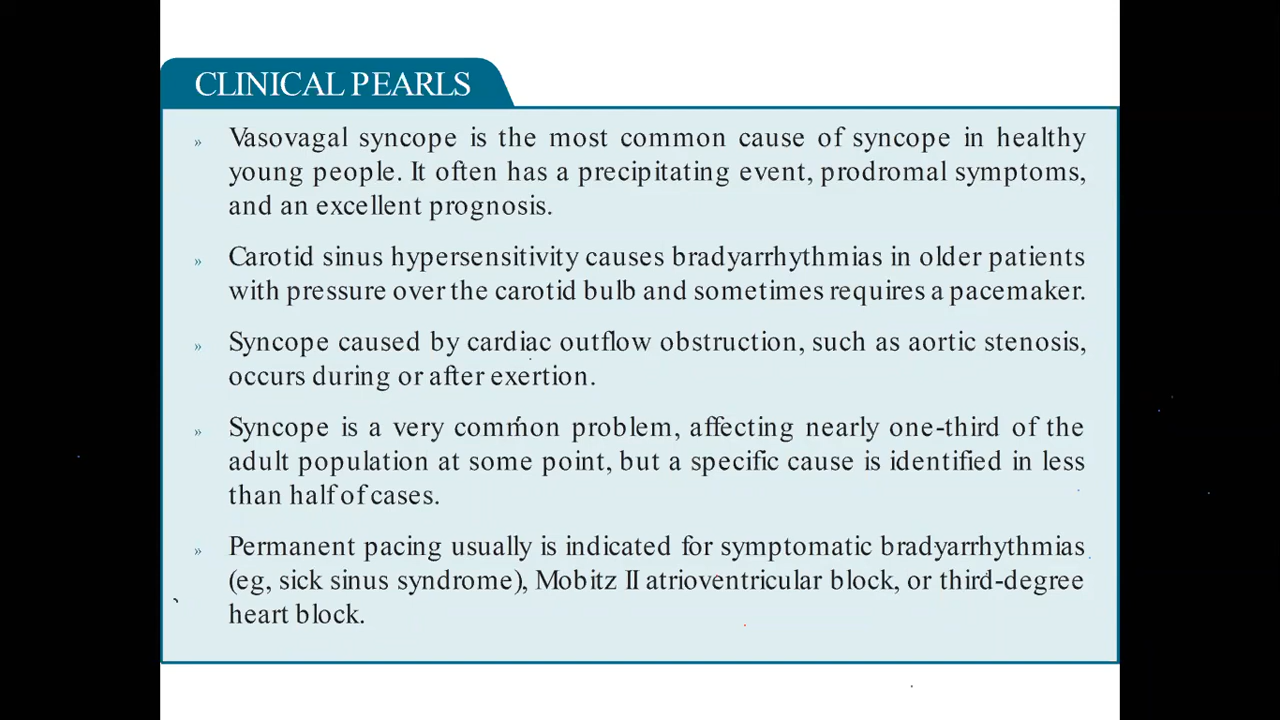 CLINICAL PEARLS
» Vasovagal syncope is the most common cause of syncope in healthy
young people. It often has a precipitating event, prodromal symptoms,
and an excellent prognosis.
» Carotid sinus hypersensitivity causes bradyarrhythmias in older patients
with pressure over the carotid bulb and sometimes requires a pacemaker.
» Syncope caused by cardiac outflow obstruction, such as aortic stenosis,
occurs during or after exertion.
» Syncope is a very common problem, affecting nearly one-third of the
adult population at some point, but a specific cause is identified in less
than half of cases.
» Permanent pacing usually is indicated for symptomatic bradyarrhythmias
(eg, sick sinus syndrome), Mobitz II atrioventricular block, or third-degree
heart block.